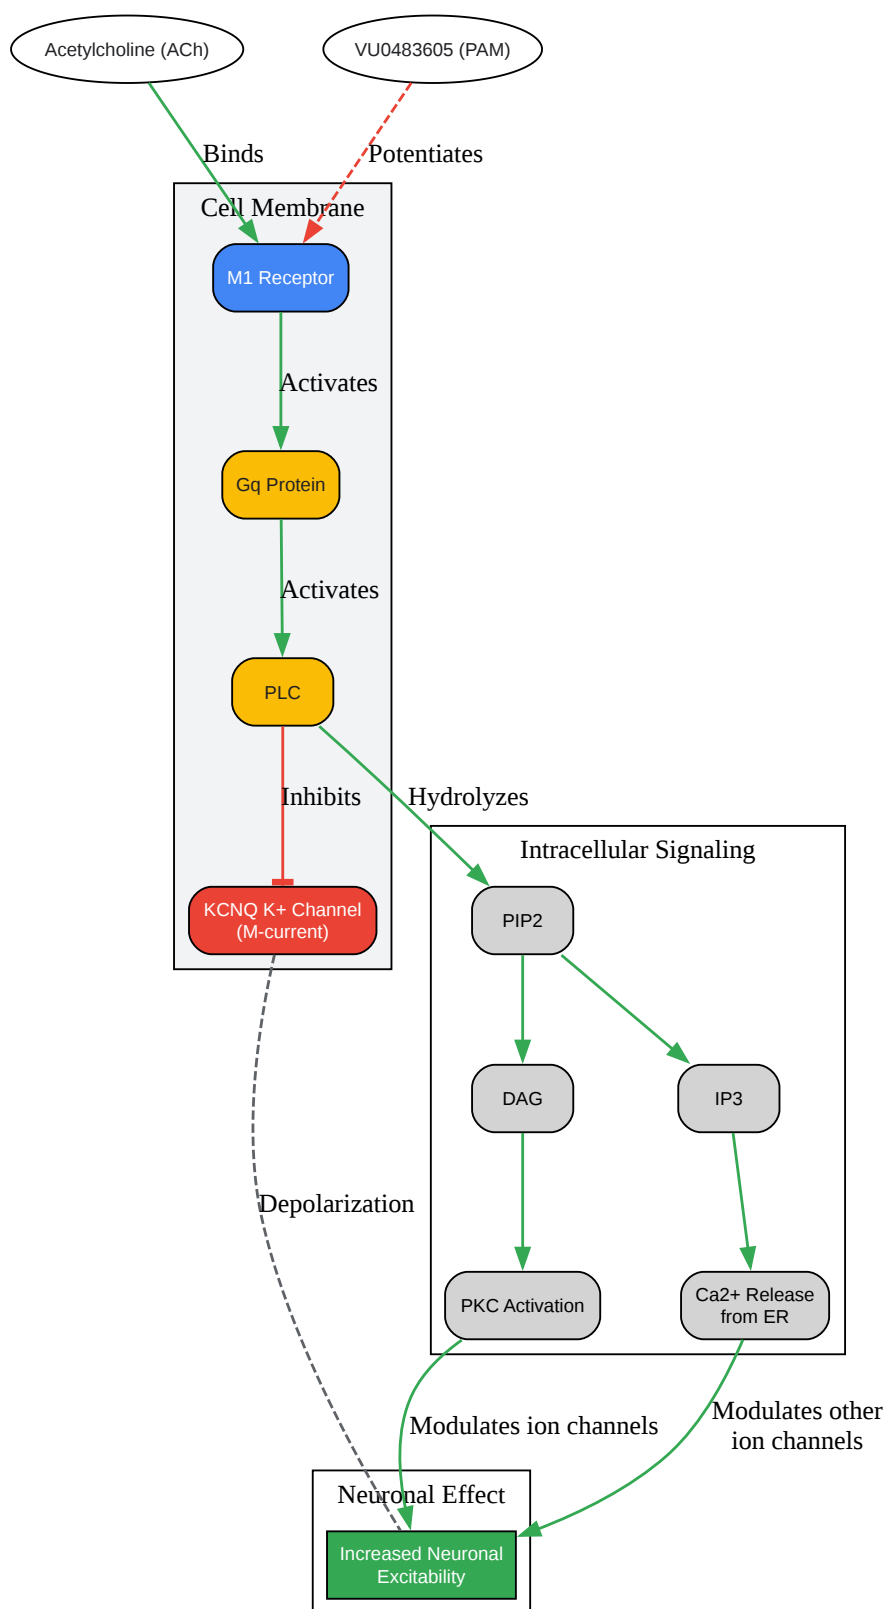 Acetylcholine (ACh)
VU0483605 (PAM)
Binds
Potentiates
Cell Membrane
M1 Receptor
Activates
Gq Protein
Activates
PLC
Inhibits
Hydrolyzes
Intracellular Signaling
KCNQ K+ Channel
(M-current)
PIP2
DAG
IP3
Depolarization
PKC Activation
Ca2+ Release
from ER
Modulates ion channels
Modulates other
ion channels
Neuronal Effect
Increased Neuronal
Excitability